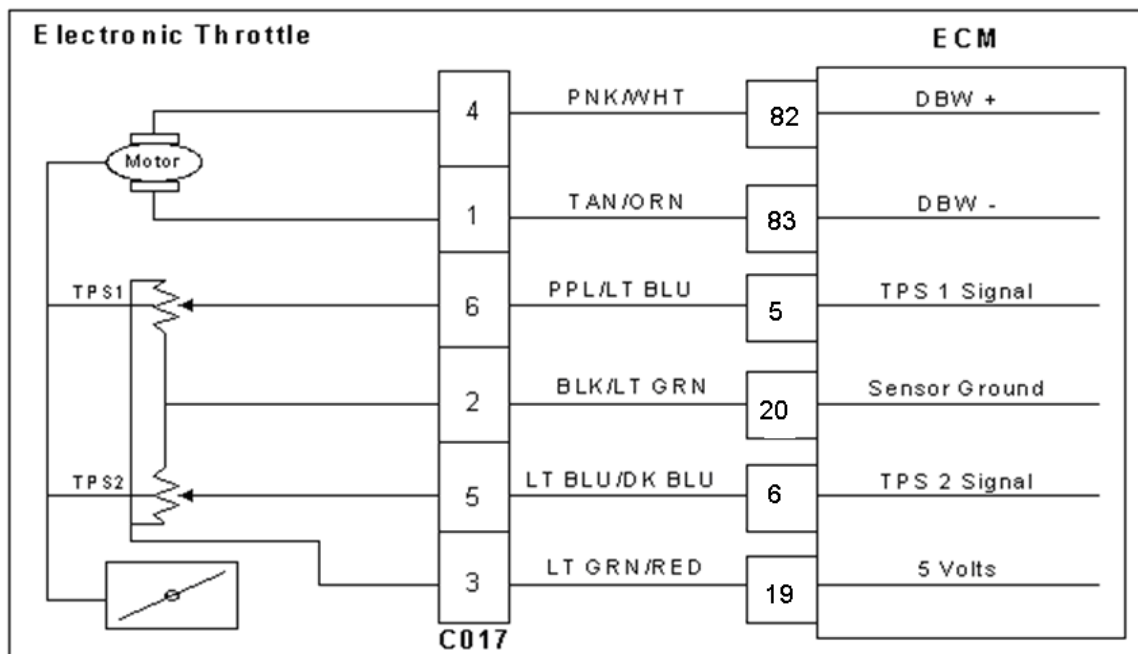 Electronic Throttle
ECM
4 PNK/WHT 82 DBW +
Motor
1 TAN/ORN 83 DBW -
TPS1 6 PPL/LT BLU 5 TPS 1 Signal
2 BLK/LT GRN 20 Sensor Ground
TPS2 5 LT BLU/DK BLU 6 TPS 2 Signal
3 LT GRN/RED 19 5 Volts
C017